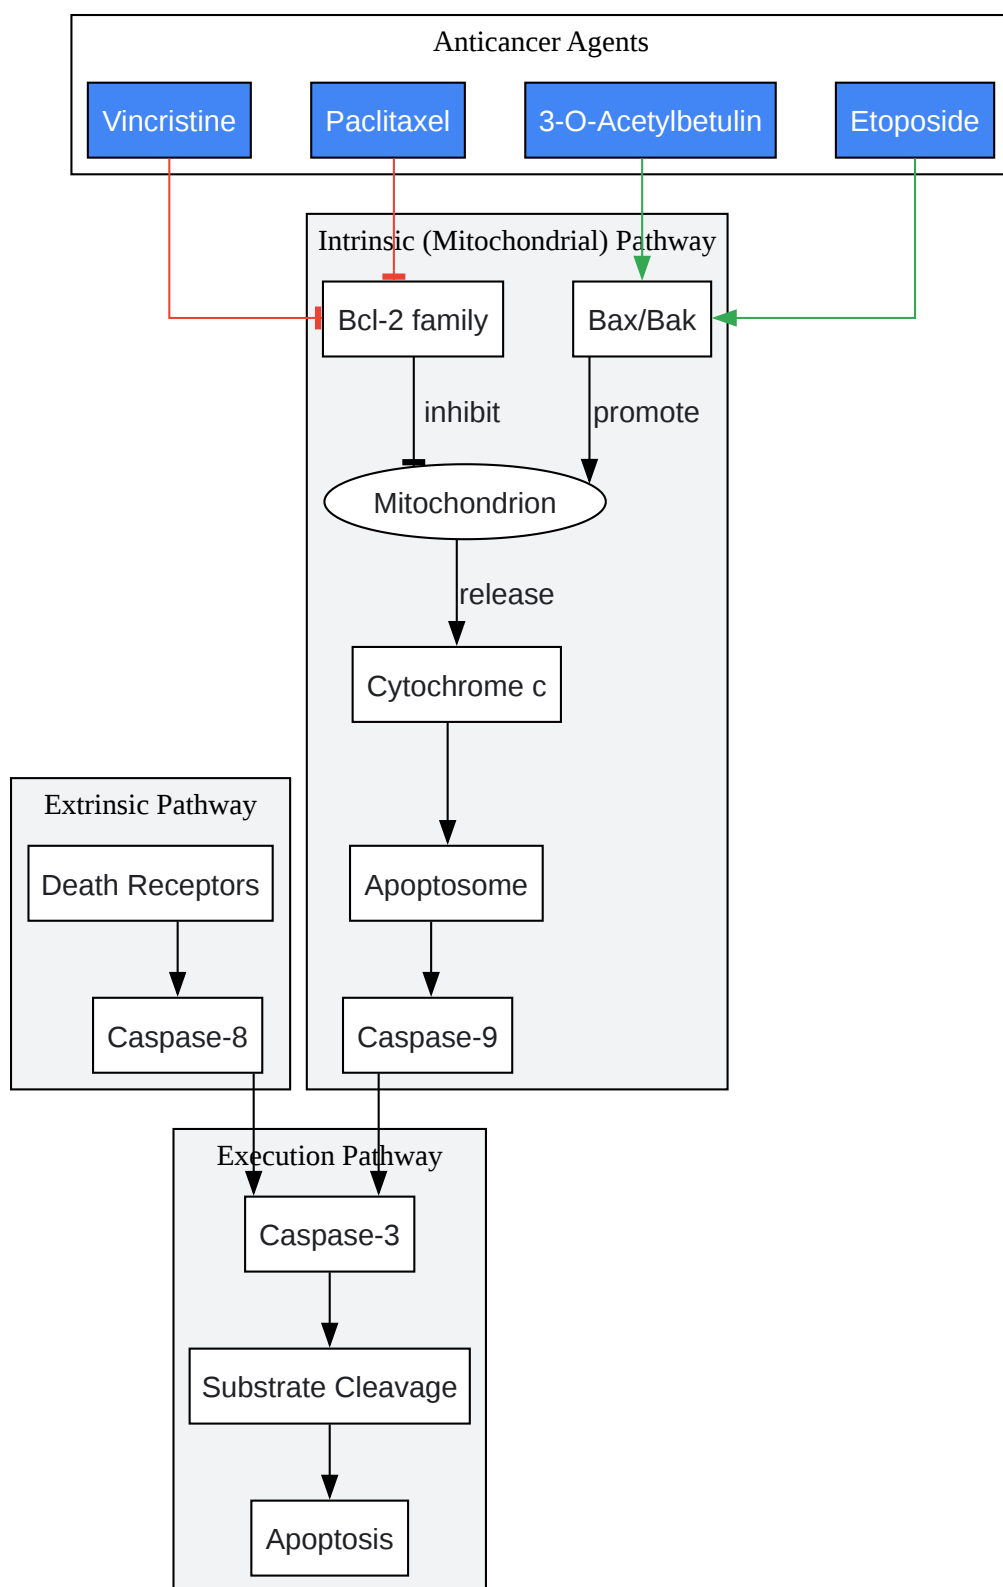 Anticancer Agents
Vincristine
Paclitaxel
3-O-Acetylbetulin
Etoposide
Intrinsic (Mitochondrial) Pathway
Bcl-2 family
Bax/Bak
inhibit
promote
Mitochondrion
release
Cytochrome c
Extrinsic Pathway
Death Receptors
Apoptosome
Caspase-8
Caspase-9
Execution Pathway
Caspase-3
Substrate Cleavage
Apoptosis